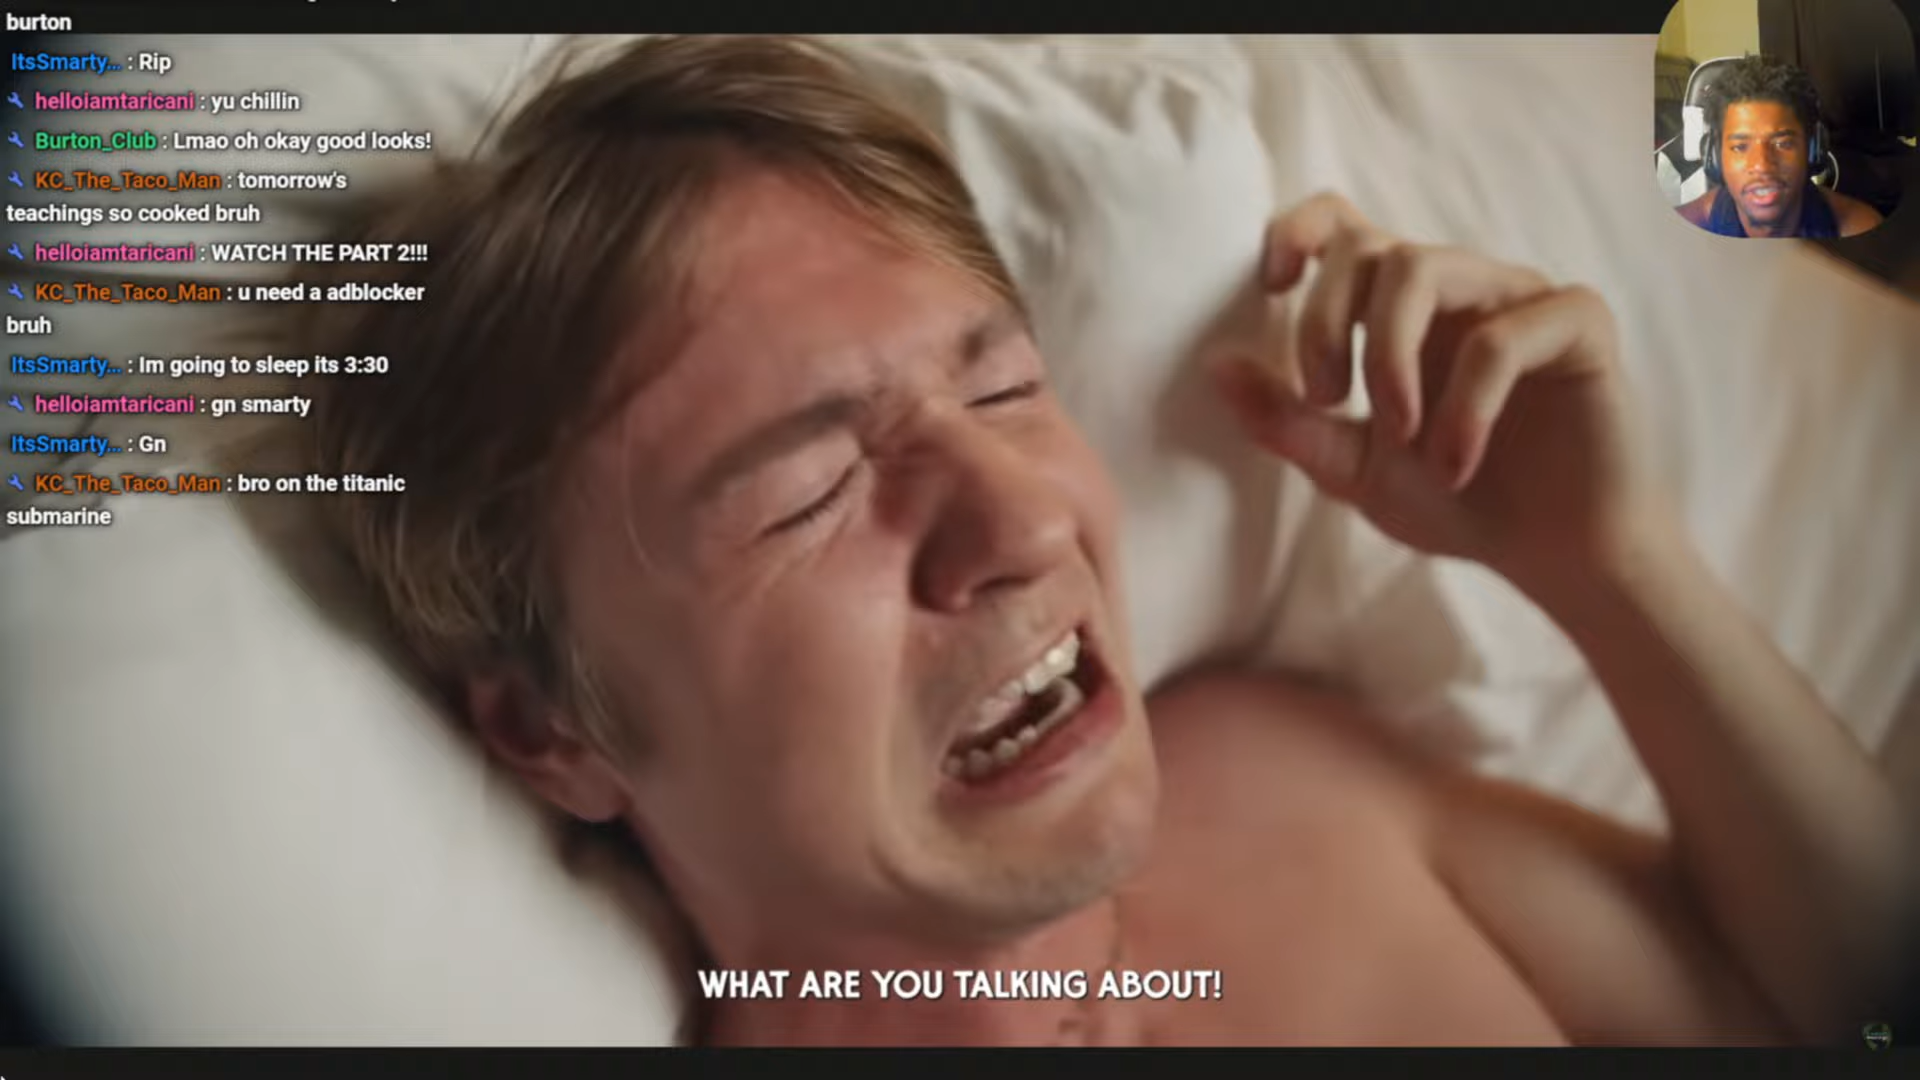 burton
ItsSmarty... : Rip
helloiamtaricani : yu chillin
Burton_Club : Lmao oh okay good looks!
KC_The_Taco_Man : tomorrow's
teachings so cooked bruh
helloiamtaricani : WATCH THE PART 2!!!
KC_The_Taco_Man : u need a adblocker
bruh
ItsSmarty... : Im going to sleep its 3:30
helloiamtaricani : gn smarty
ItsSmarty... : Gn
KC_The_Taco_Man : bro on the titanic
submarine
WHAT ARE YOU TALKING ABOUT!